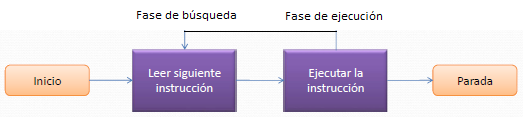 Fase de búsqueda
Fase de ejecución
Inicio
Leer siguiente
instrucción
Ejecutar la
instrucción
Parada